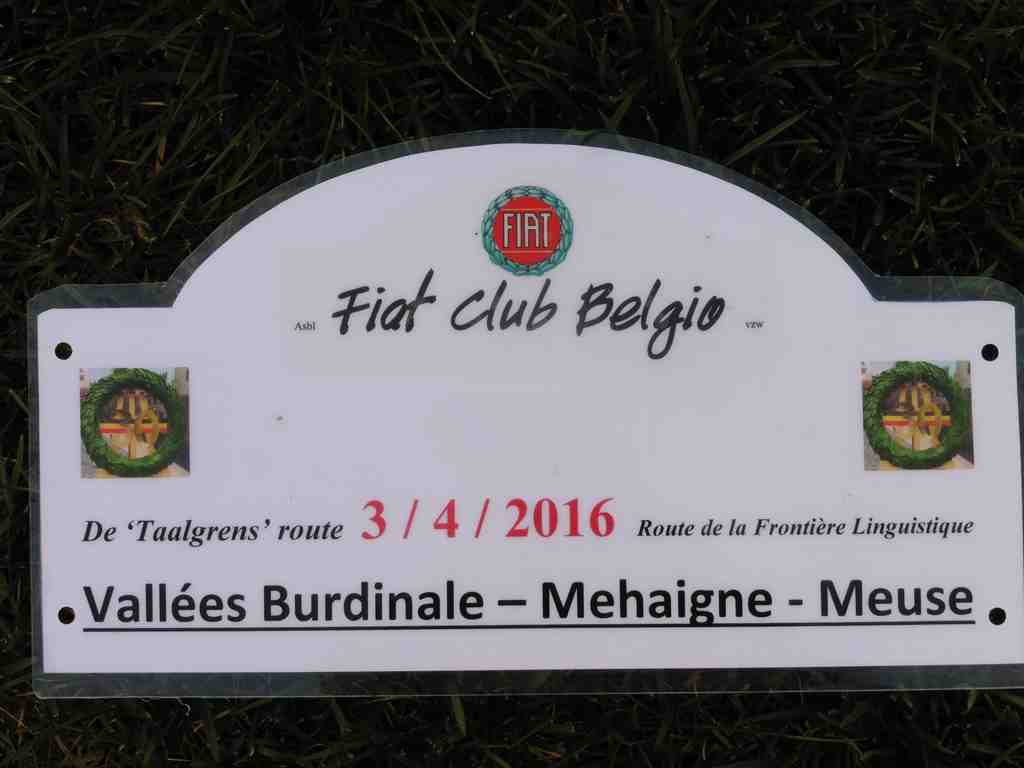 FIAT
Asbl Fiat Club Belgio vzw
De ‘Taalgrens’ route 3 / 4 / 2016 Route de la Frontière Linguistique
Vallées Burdinale – Mehaigne - Meuse